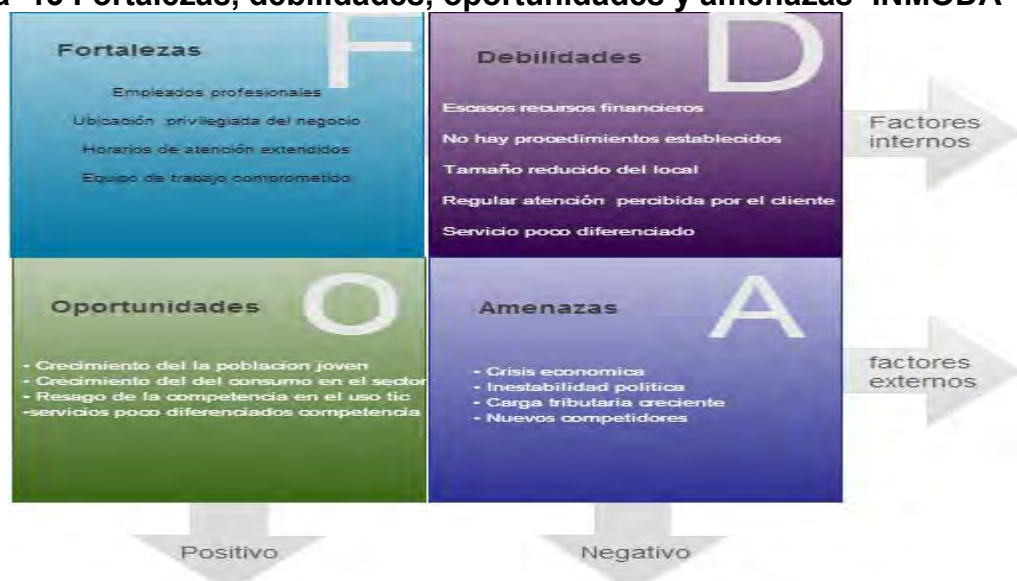 10 Fortalezas, debilidades, oportunidades y amenazas INMODA
Fortalezas
F
Empleados profesionales
Ubicación privilegiada del negocio
Horarios de atención extendidos
Equipo de trabajo comprometido
Debilidades
D
Escasos recursos financieros
No hay procedimientos establecidos
Tamaño reducido del local
Regular atención percibida por el cliente
Servicio poco diferenciado
Factores
internos
Oportunidades
O
- Crecimiento del la poblacion joven
- Crecimiento del del consumo en el sector
- Resago de la competencia en el uso tic
-servicios poco diferenciados competencia
Amenazas
A
- Crisis economica
- Inestabilidad politica
- Carga tributaria creciente
- Nuevos competidores
factores
externos
Positivo
Negativo